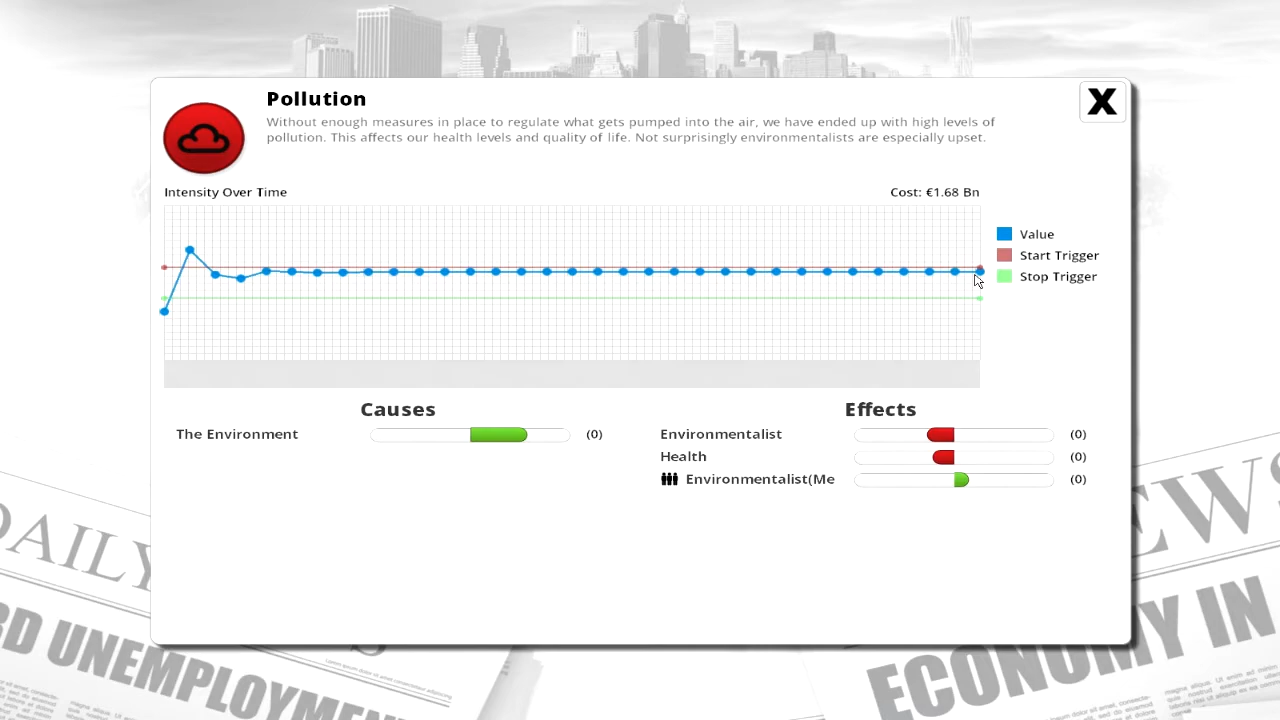 Pollution
X
Without enough measures in place to regulate what gets pumped into the air, we have ended up with high levels of
pollution. This affects our health levels and quality of life. Not surprisingly environmentalists are especially upset.
Intensity Over Time
Cost: €1.68 Bn
Value
Start Trigger
Stop Trigger
Causes
Effects
The Environment
(0)
Environmentalist
(0)
Health
(0)
Environmentalist(Me
(0)
DAILY
EWS
UNEMPLOYMEN
ECONOMY IN